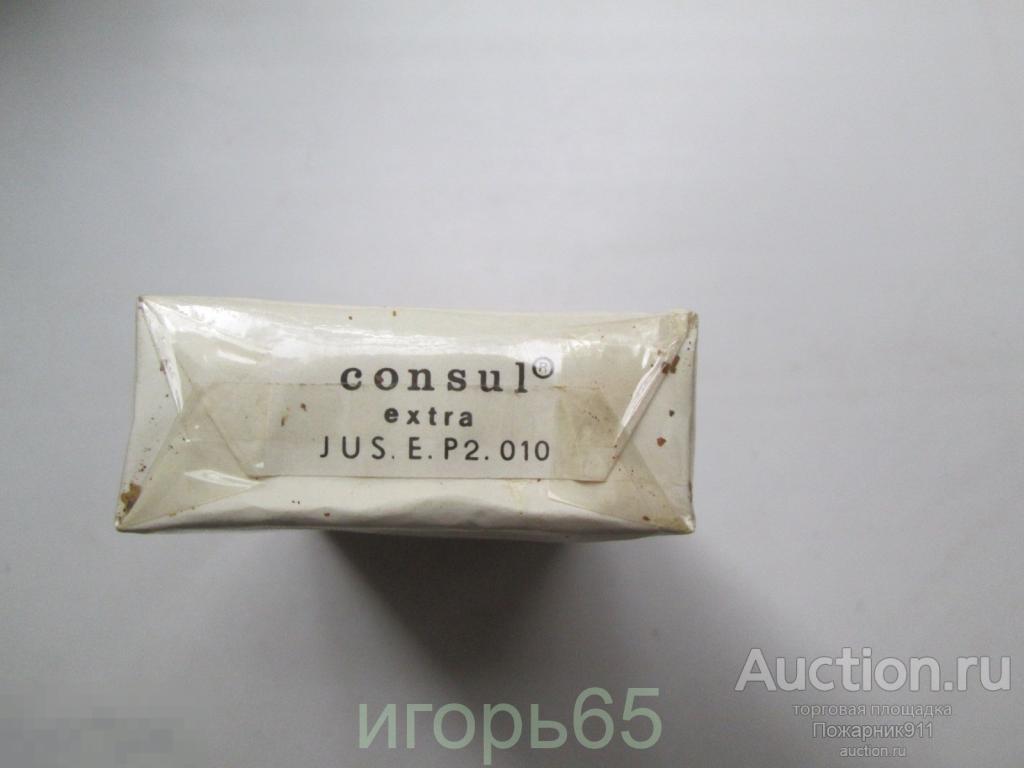 consul®
extra
JUS. E. P2. 010
Auction.ru
торговая площадка
Пожарник911
auction.ru
игорь65